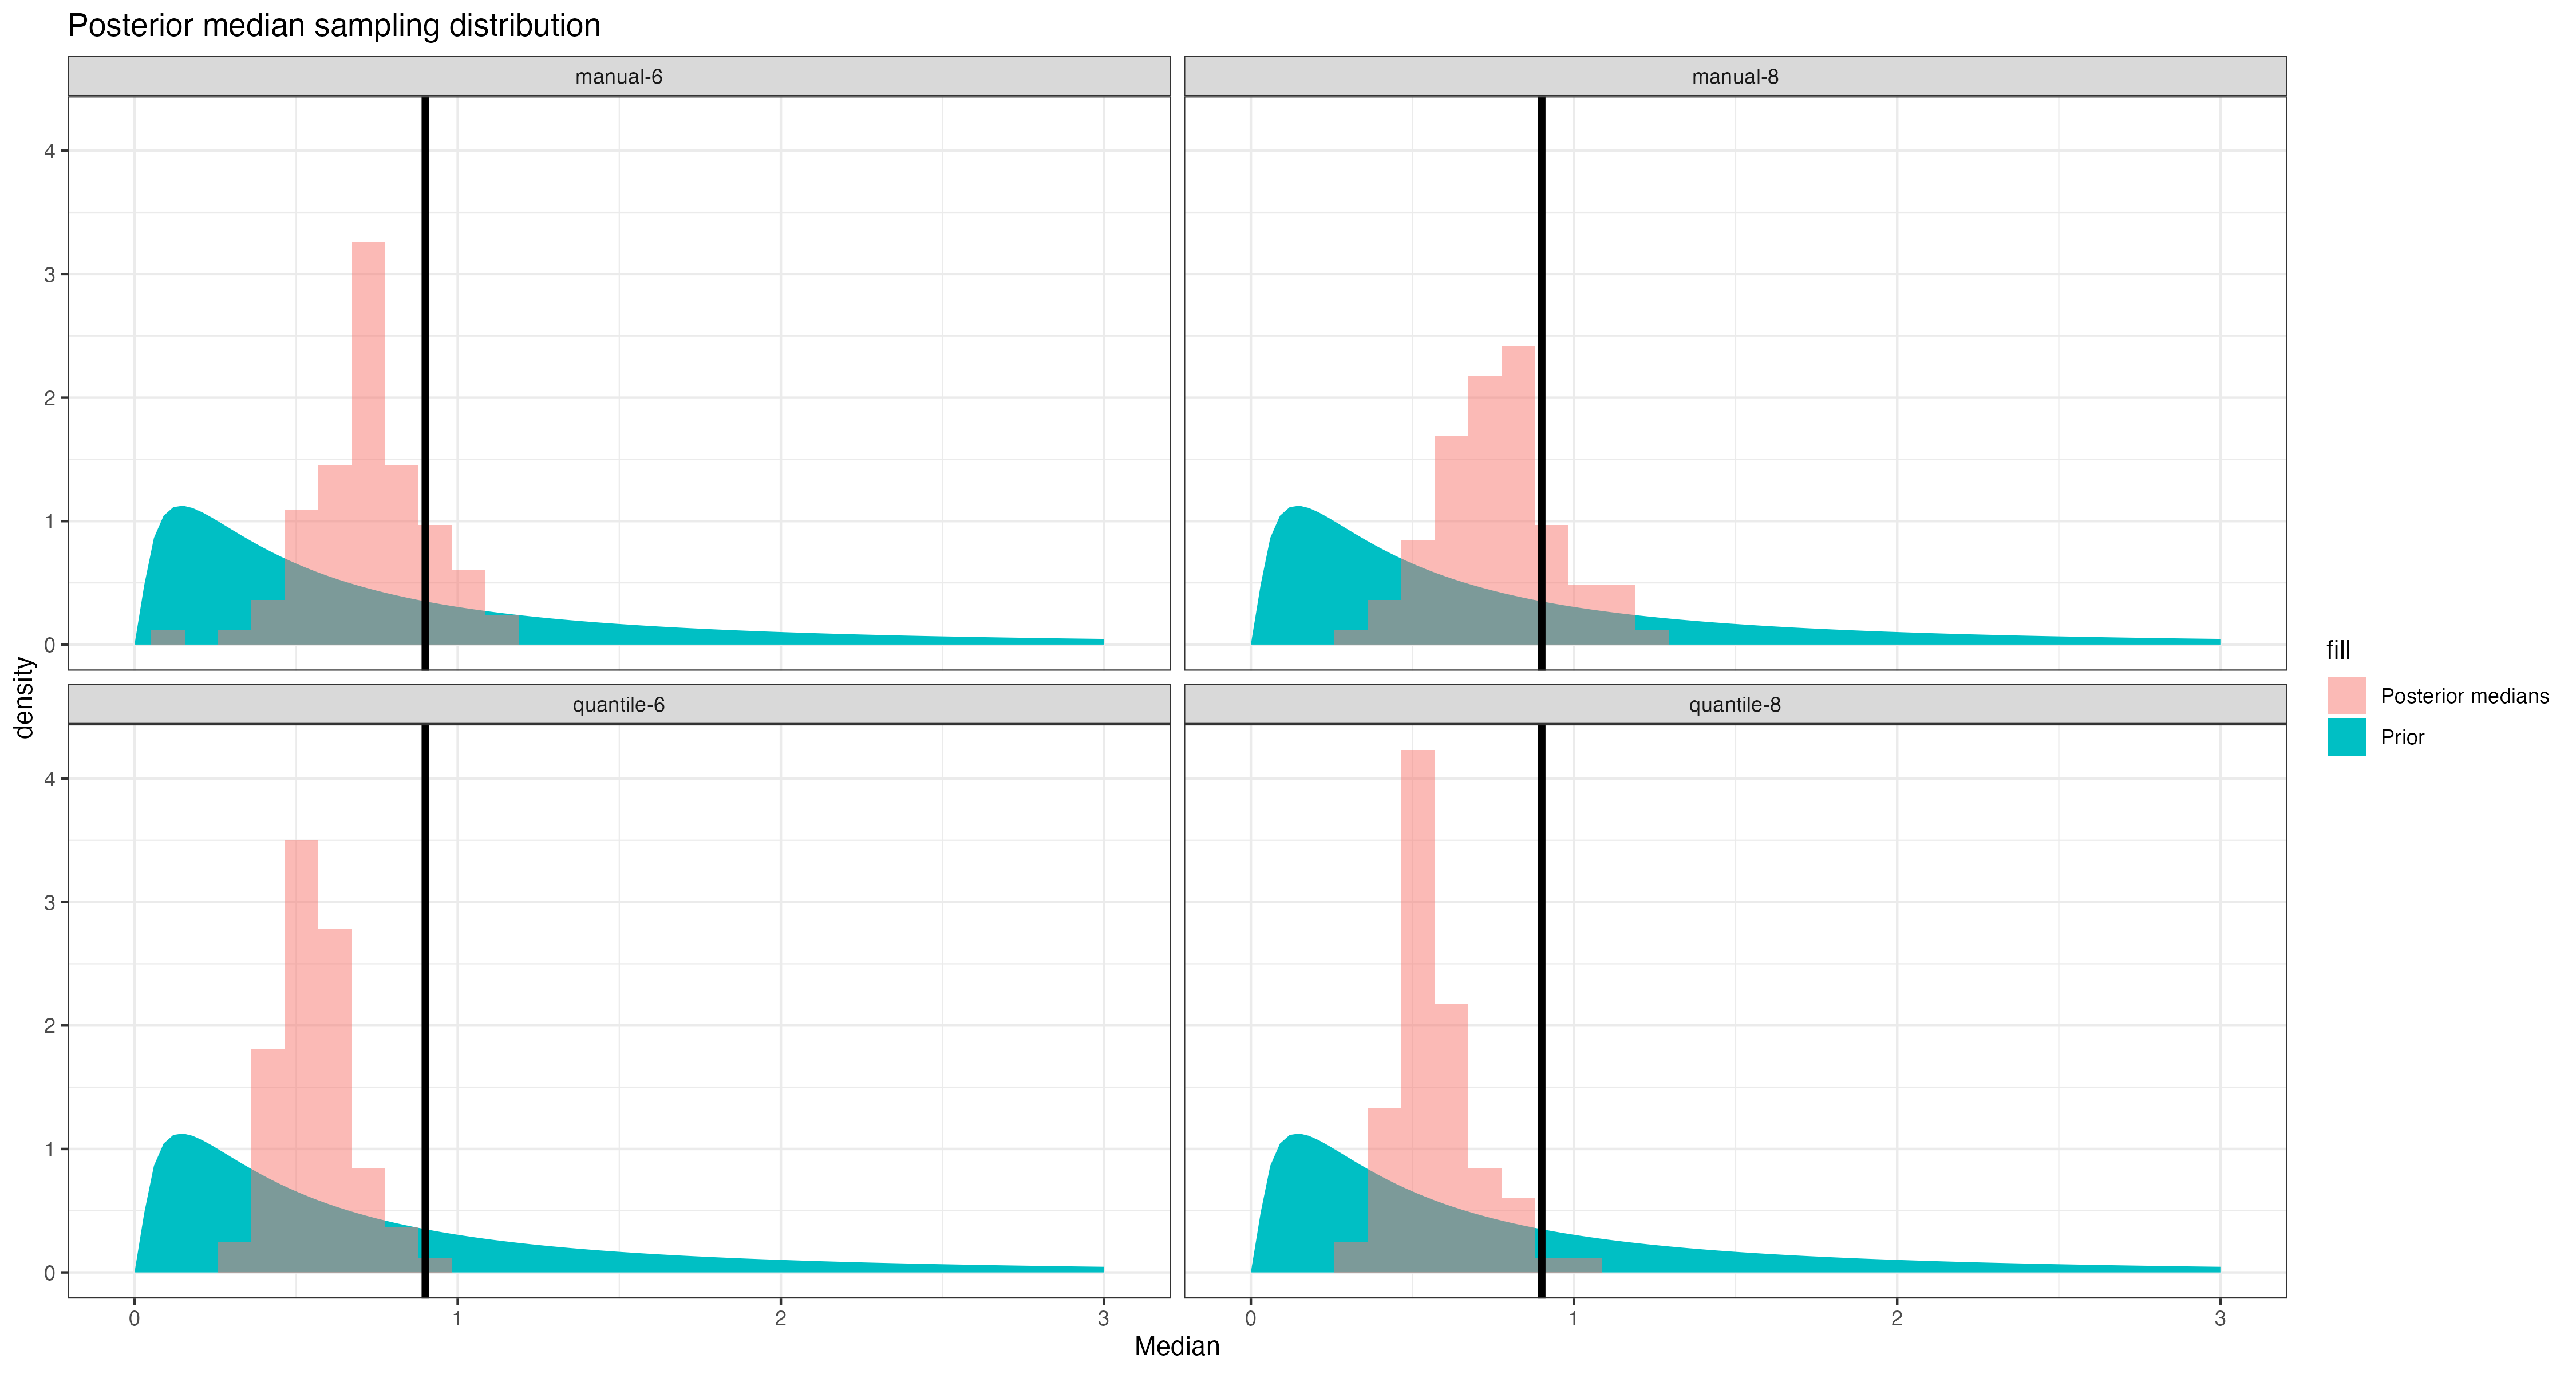 Posterior median sampling distribution
manual-6
manual-8
4
3
2
1
0
quantile-6
quantile-8
4
3
2
1
0
0
1
2
3
0
1
2
3
Median
density
fill
Posterior medians
Prior